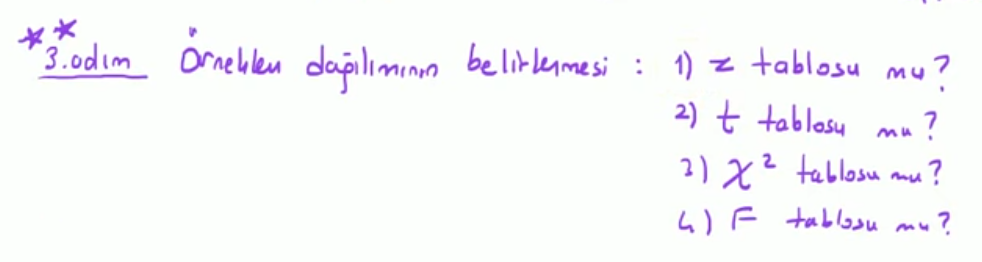 ** 3.adım Örneklem dağılımının belirlenmesi : 1) z tablosu mu?
2) t tablosu mu?
3) χ² tablosu mu?
4) F tablosu mu?